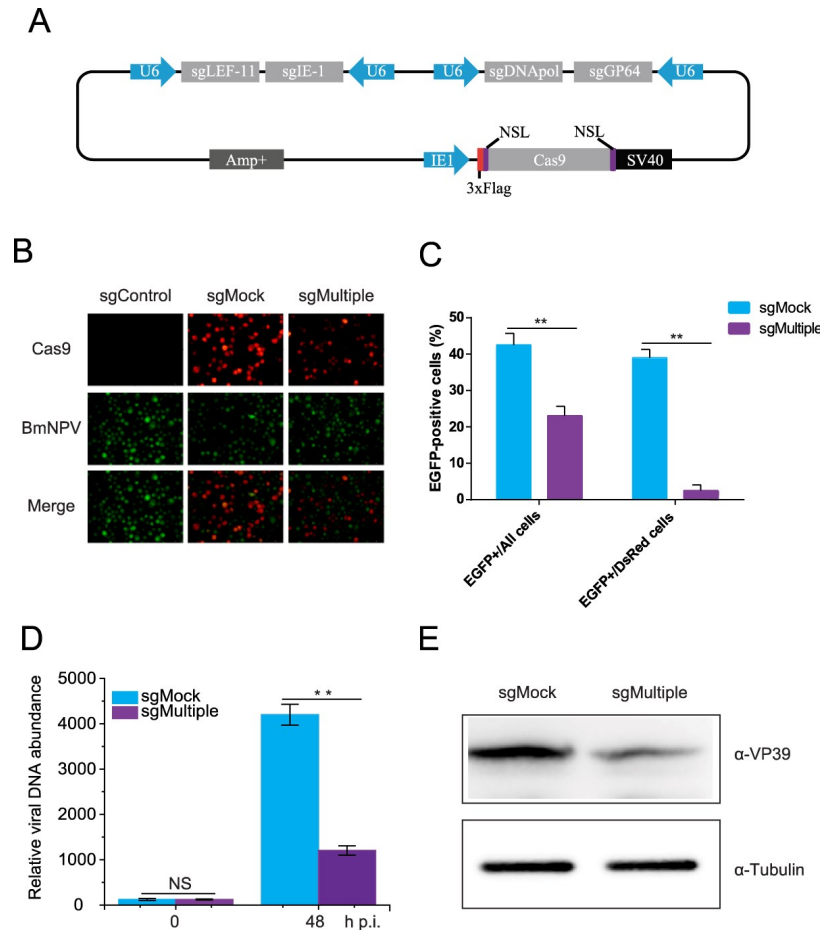 A
U6 sgLEF-11 sgIE-1 U6 U6 sgDNApol sgGP64 U6
NSL NSL
Amp+ IE1 Cas9 SV40
3xFlag
B
sgControl sgMock sgMultiple
Cas9
BmNPV
Merge
C
sgMock
sgMultiple
EGFP-positive cells (%)
50
40
30
20
10
0
** **
EGFP+/All cells
EGFP+/DsRed cells
D
Relative viral DNA abundance
5000
4000
3000
2000
1000
0
sgMock
sgMultiple
* *
NS
0 48 h p.i.
E
sgMock sgMultiple
α-VP39
α-Tubulin